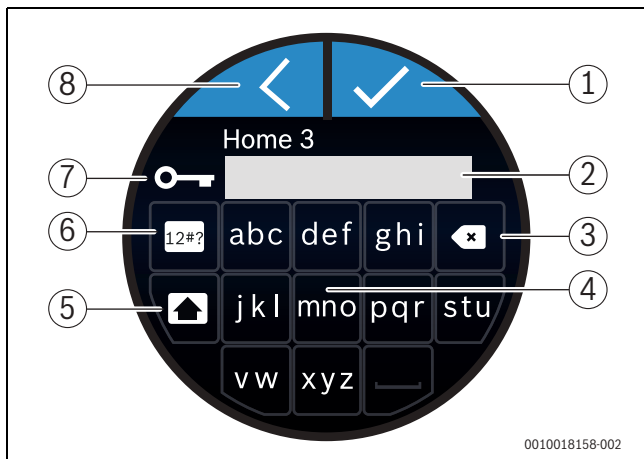 8 1
Home 3
7 2
6 12#? abc def ghi 3
5 jkl mno pqr stu 4
vw xyz
0010018158-002